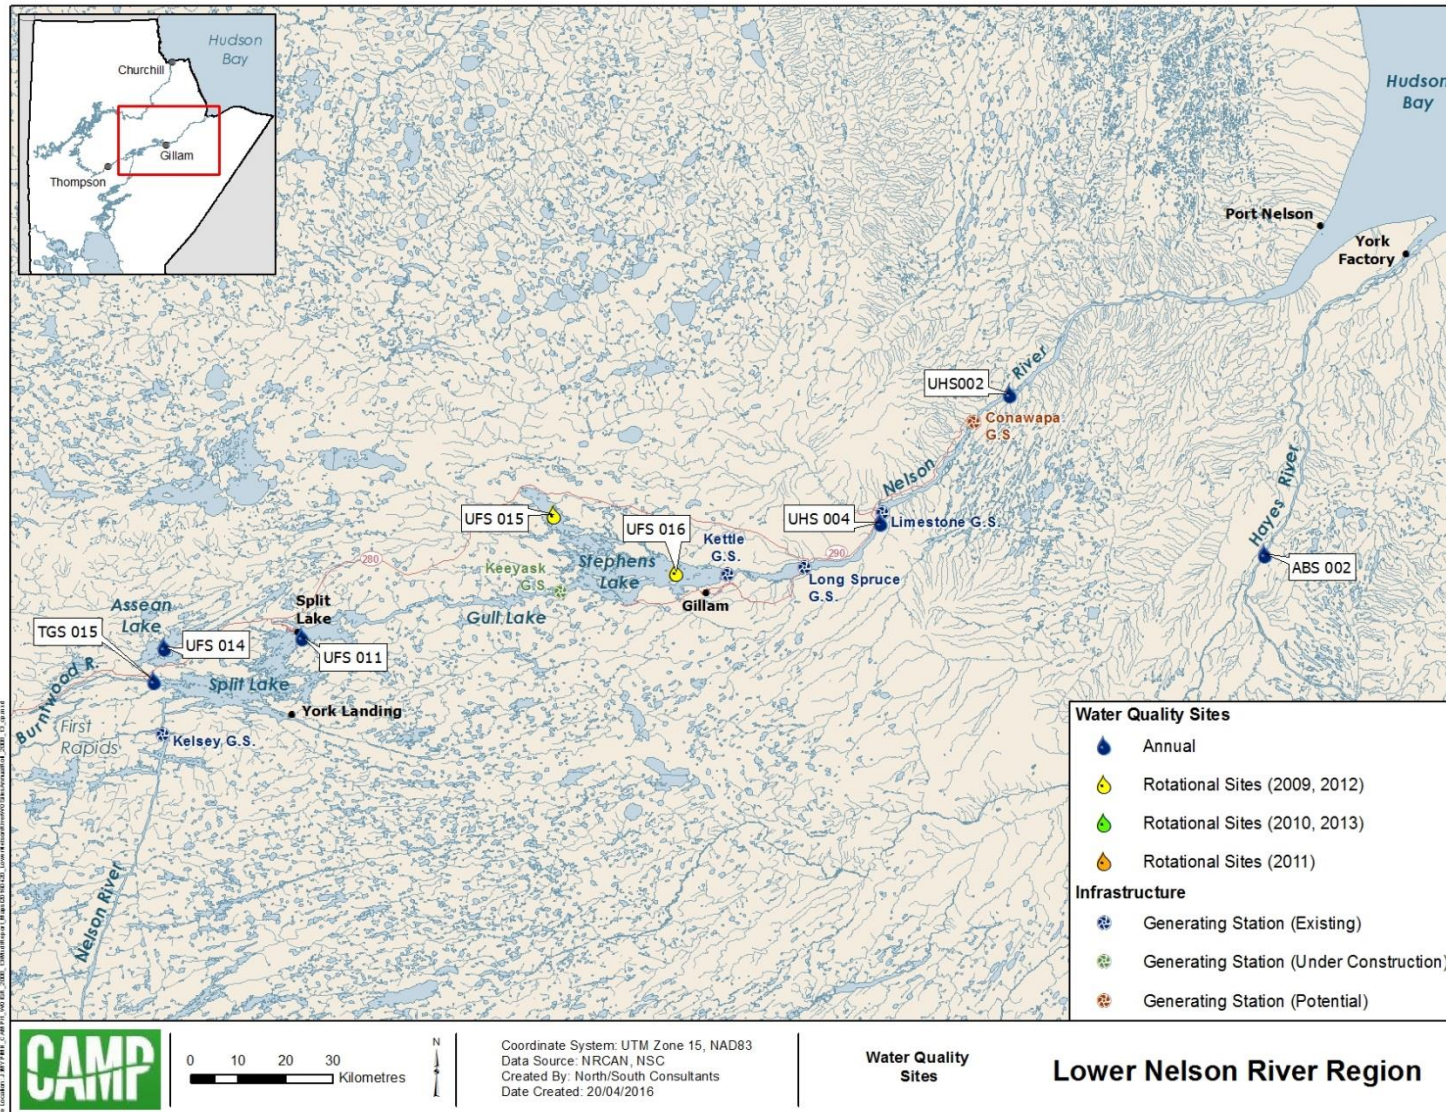 Hudson
Bay
Churchill
Gillam
Thompson
Hudson
Bay
Port Nelson
York
Factory
UHS002
River
Conawapa
G.S.
Nelson
Hayes River
UFS 015
UFS 016
UHS 004
Limestone G.S.
Kettle
G.S.
290
280
Stephens
Lake
Keeyask
G.S.
Long Spruce
G.S.
ABS 002
Gillam
Split
Lake
Gull Lake
Assean
Lake
TGS 015
UFS 014
UFS 011
Burntwood R.
Split Lake
York Landing
First
Rapids
Kelsey G.S.
Nelson River
Water Quality Sites
Annual
Rotational Sites (2009, 2012)
Rotational Sites (2010, 2013)
Rotational Sites (2011)
Infrastructure
Generating Station (Existing)
Generating Station (Under Construction)
Generating Station (Potential)
CAMP
0 10 20 30
Kilometres
N
Coordinate System: UTM Zone 15, NAD83
Data Source: NRCAN, NSC
Created By: North/South Consultants
Date Created: 20/04/2016
Water Quality
Sites
Lower Nelson River Region